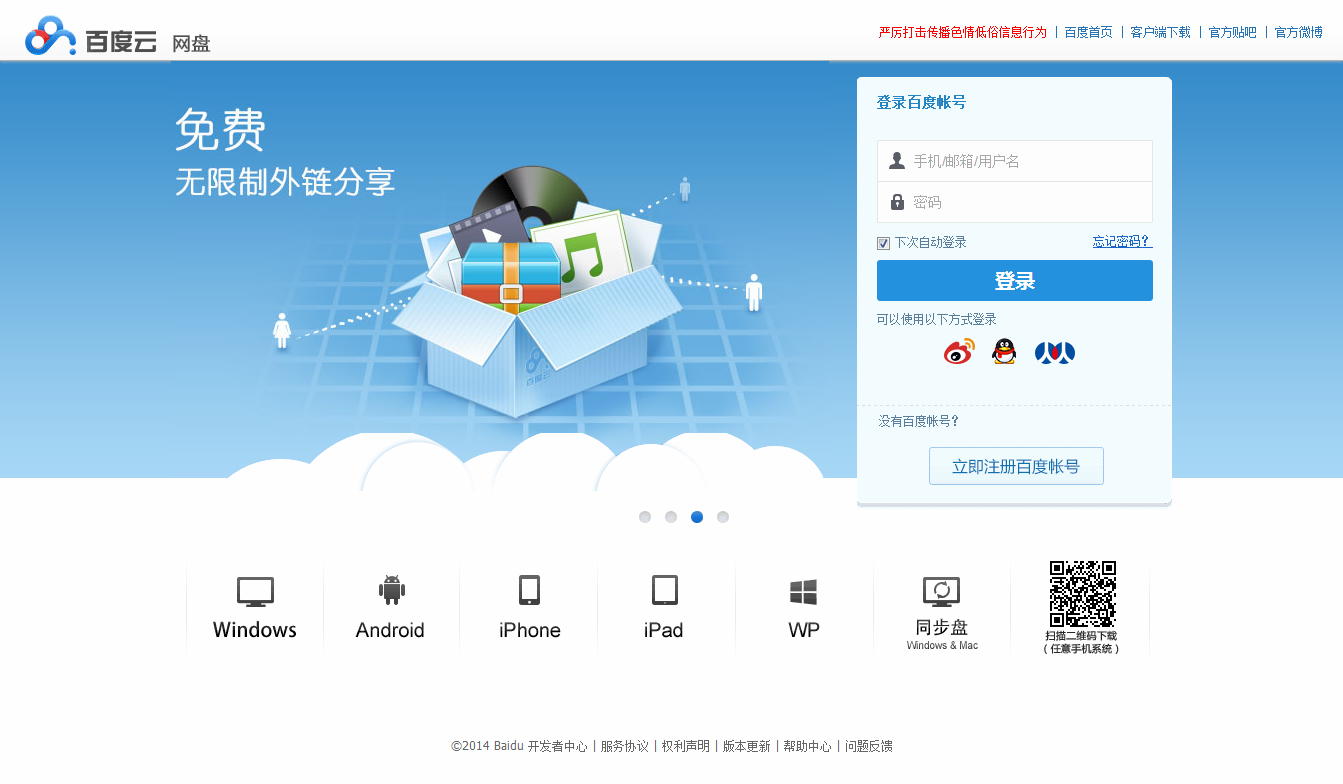 百度云 网盘
严厉打击传播色情低俗信息行为 | 百度首页 | 客户端下载 | 官方贴吧 | 官方微博
免费
无限制外链分享
百度云
登录百度帐号
手机/邮箱/用户名
密码
下次自动登录 忘记密码？
登录
可以使用以下方式登录
没有百度帐号？
立即注册百度帐号
Windows
Android
iPhone
iPad
WP
同步盘
Windows & Mac
扫描二维码下载
（任意手机系统）
©2014 Baidu 开发者中心 | 服务协议 | 权利声明 | 版本更新 | 帮助中心 | 问题反馈